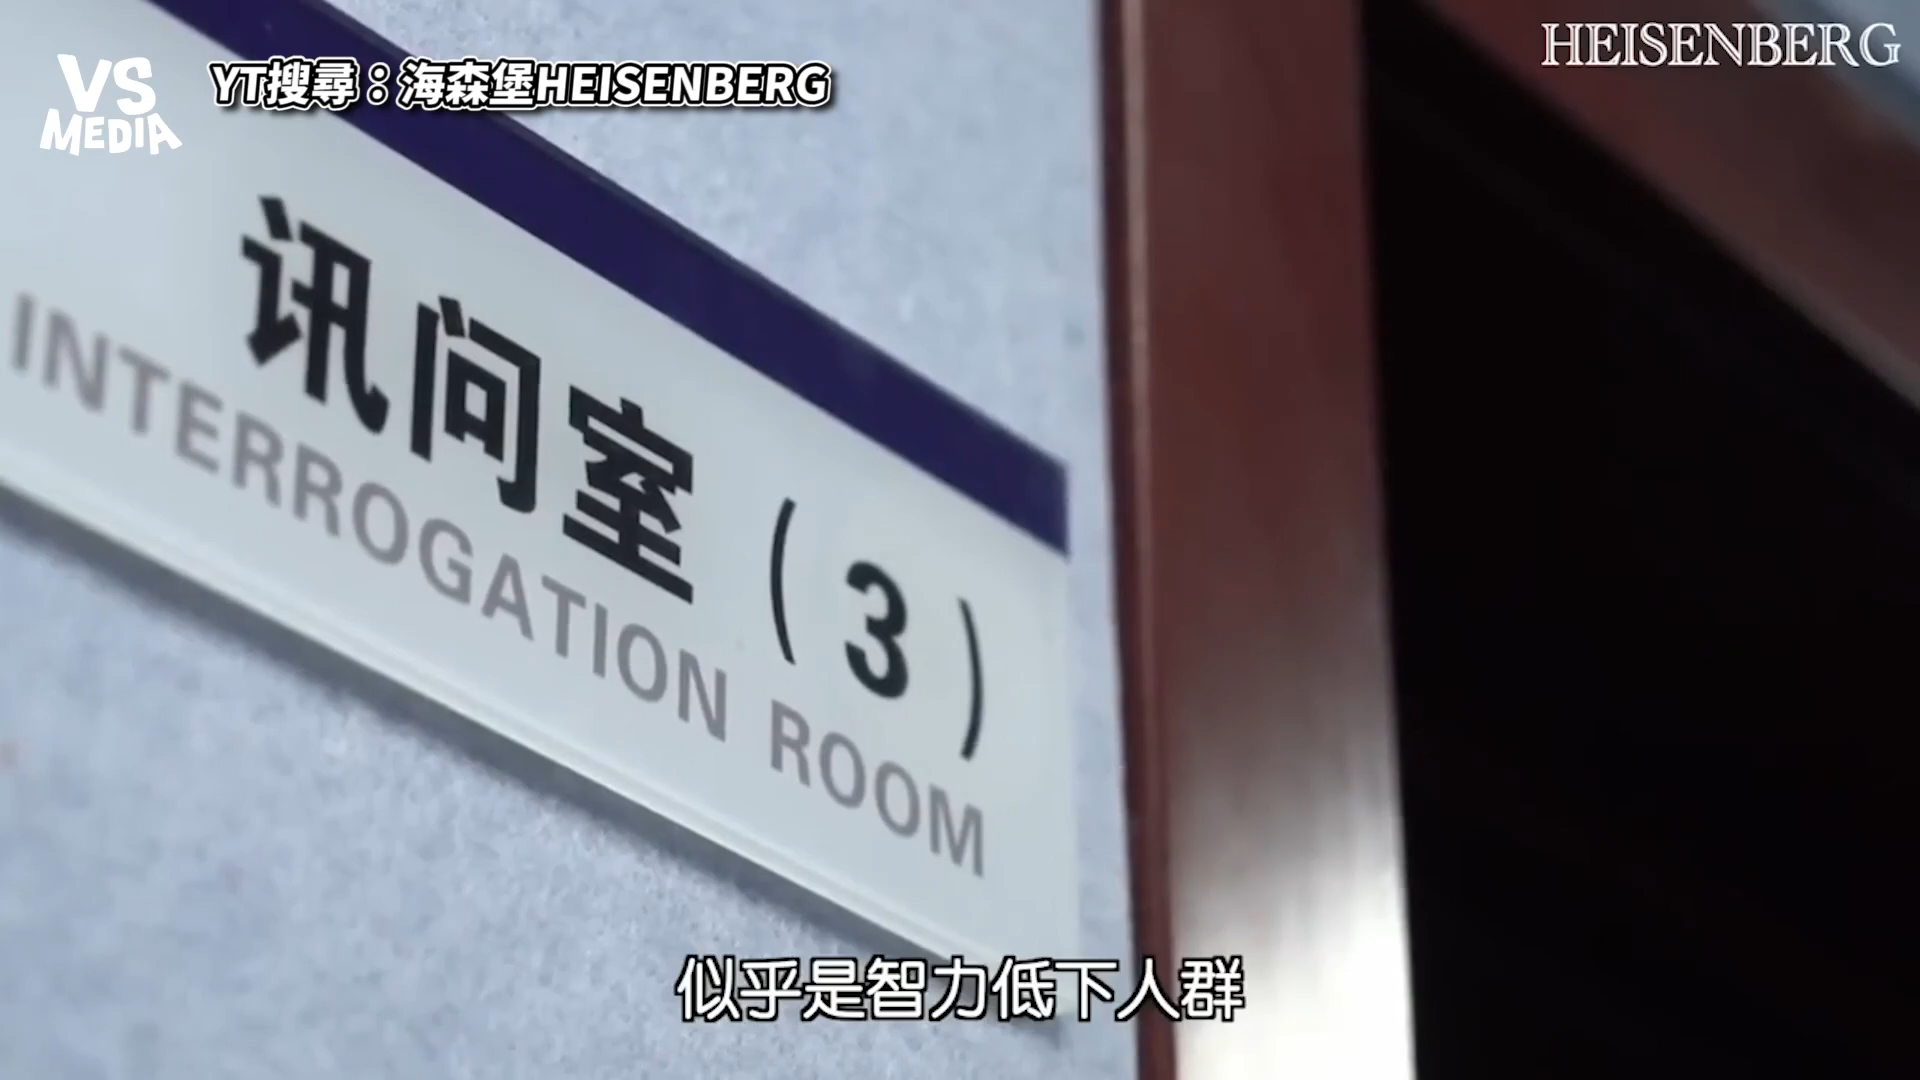 HEISENBERG
VS
MEDIA
YT搜尋：海森堡HEISENBERG
讯问室（3）
INTERROGATION ROOM
似乎是智力低下人群